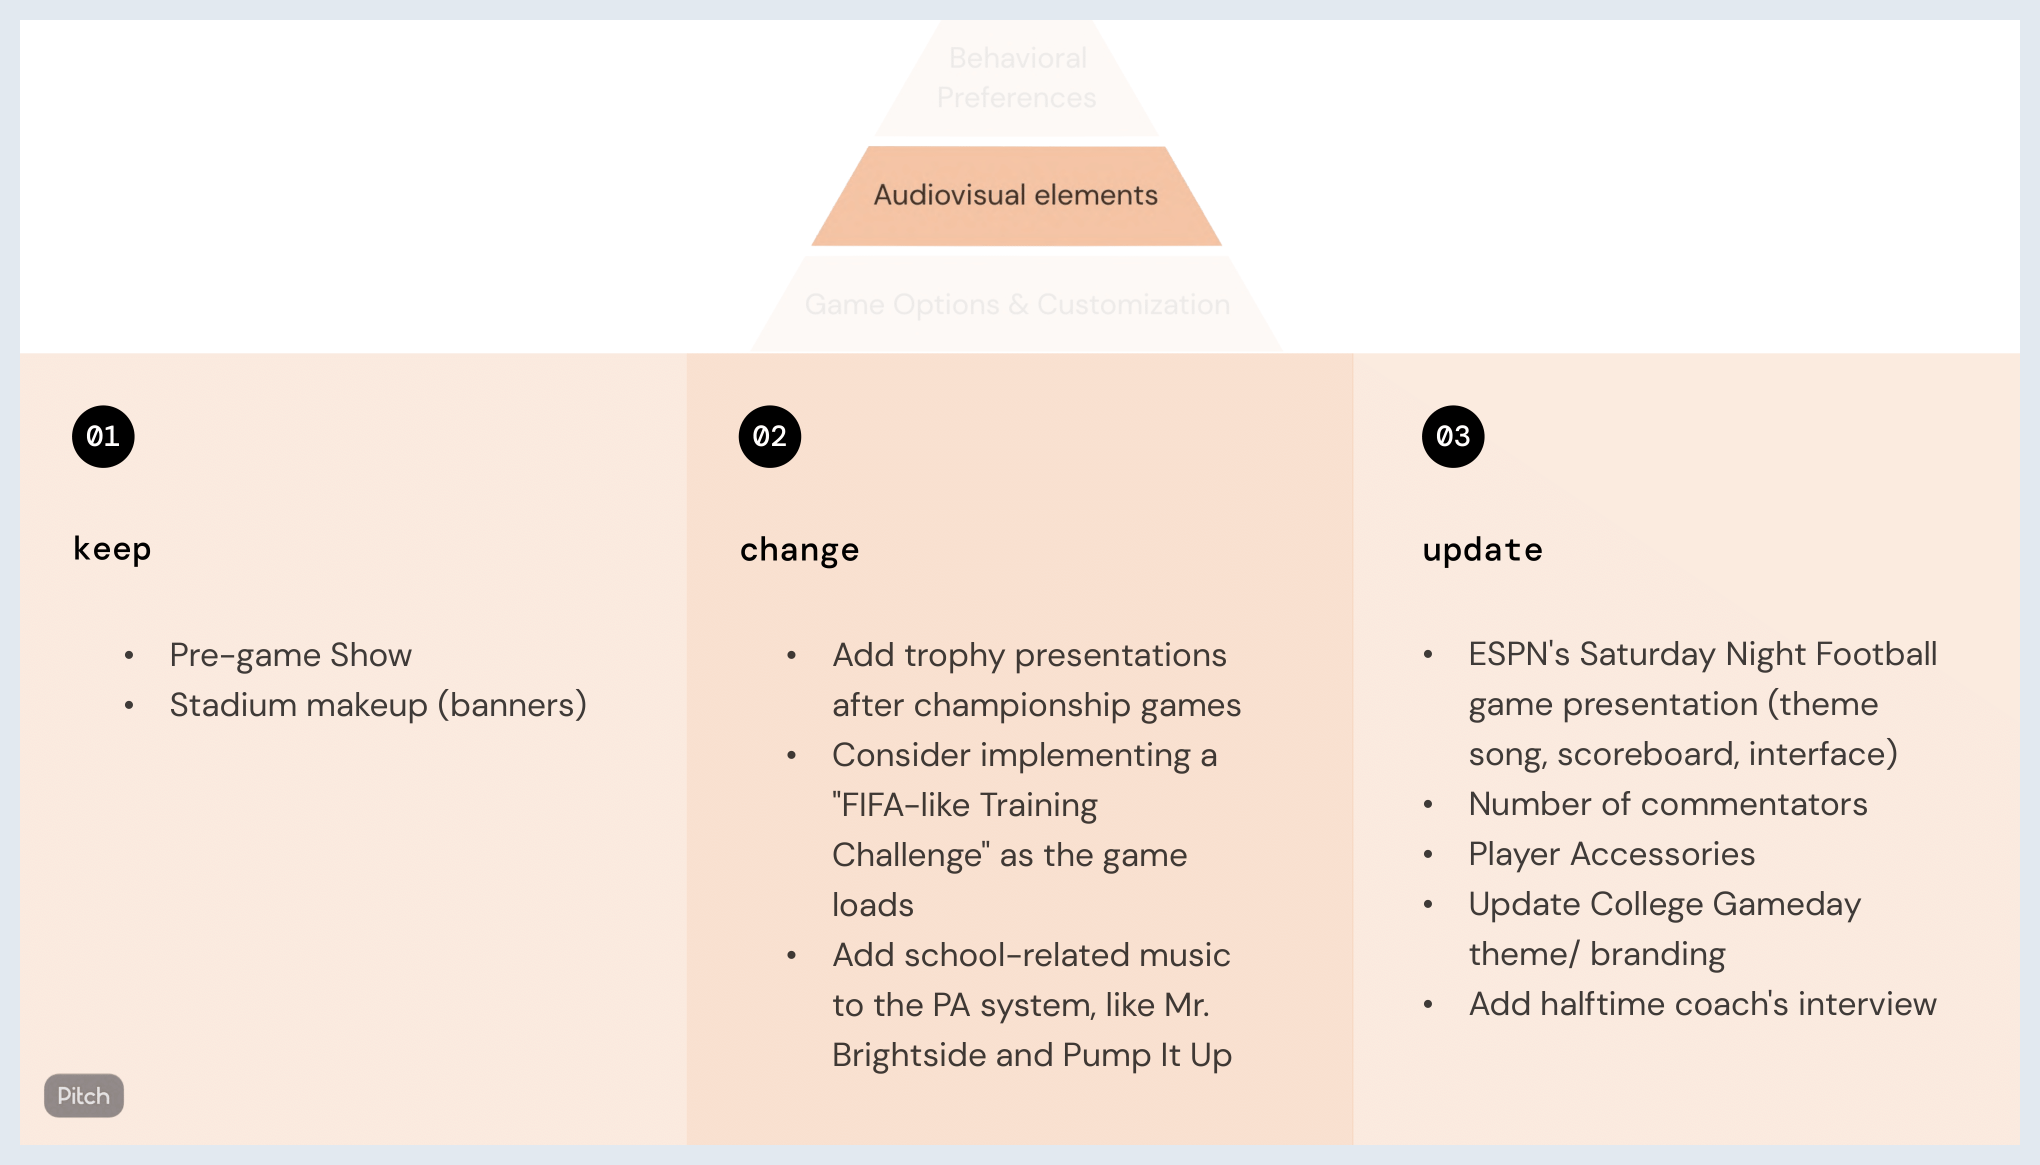 Behavioral
Preferences
Audiovisual elements
Game Options & Customization
01
keep
• Pre-game Show
• Stadium makeup (banners)
02
change
• Add trophy presentations
after championship games
• Consider implementing a
"FIFA-like Training
Challenge" as the game
loads
• Add school-related music
to the PA system, like Mr.
Brightside and Pump It Up
03
update
• ESPN's Saturday Night Football
game presentation (theme
song, scoreboard, interface)
• Number of commentators
• Player Accessories
• Update College Gameday
theme/ branding
• Add halftime coach's interview
Pitch